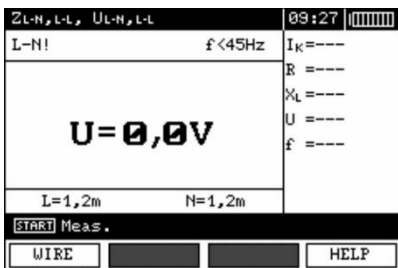 ZL-N,L-L, UL-N,L-L 09:27
L-N! f<45Hz
U=0,0V
L=1,2m N=1,2m
IK=---
R =---
XL=---
U =---
f =---
START Meas.
WIRE HELP